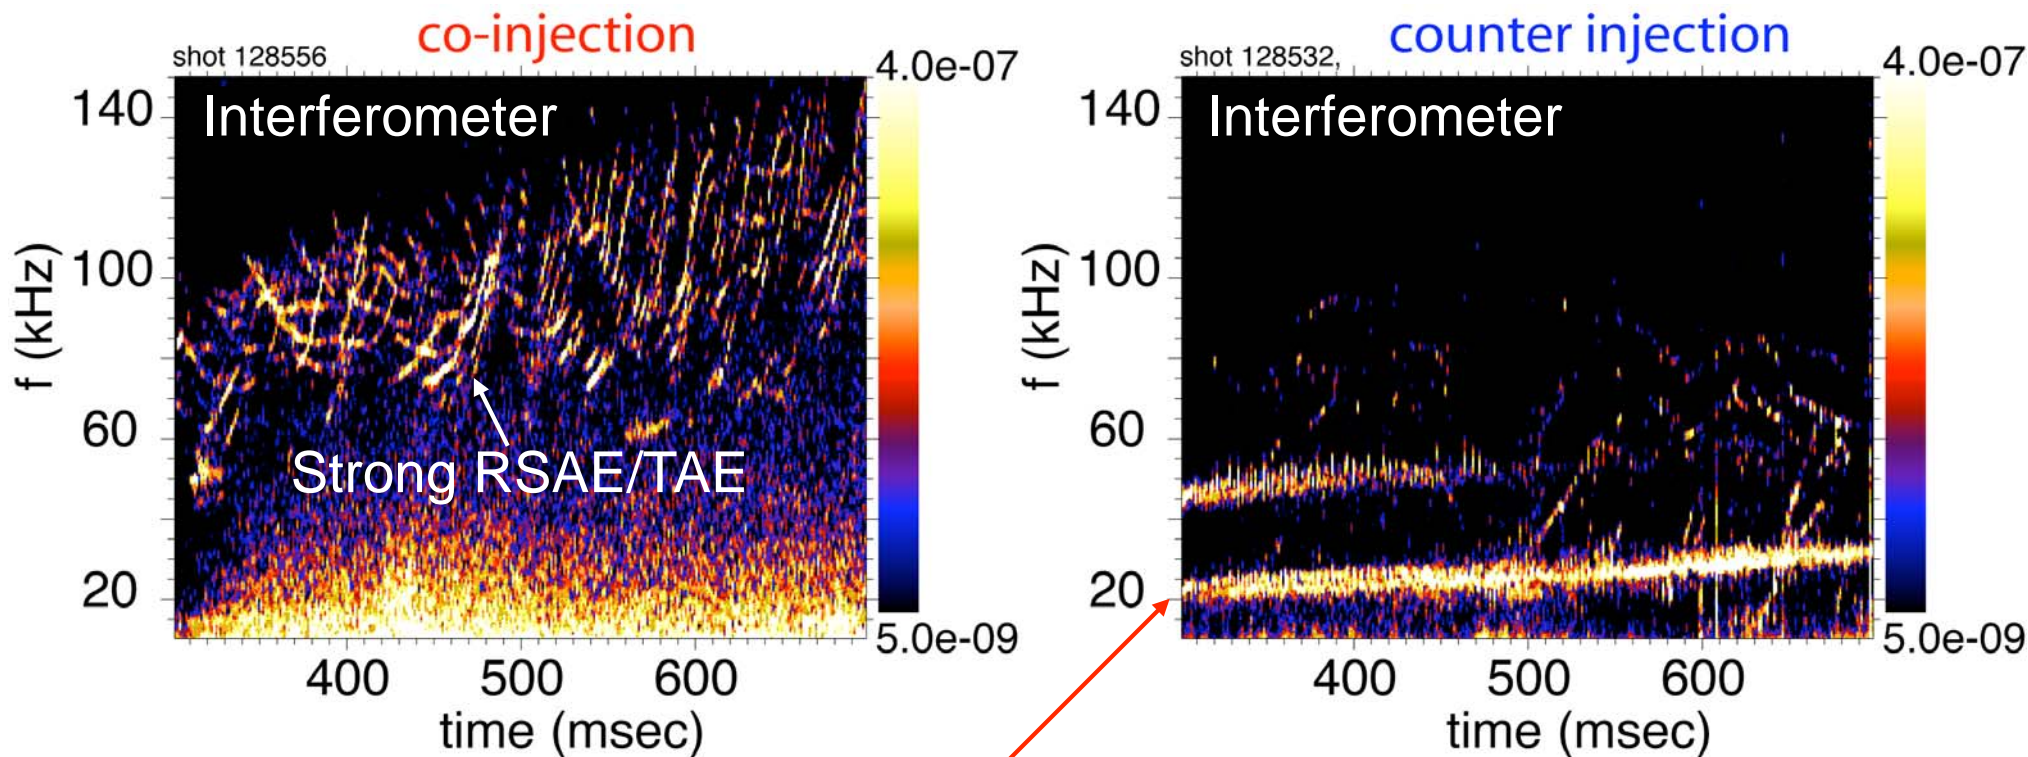 co-injection
shot 128556
4.0e-07
Interferometer
140
100
60
20
f (kHz)
Strong RSAE/TAE
5.0e-09
400 500 600
time (msec)
counter injection
shot 128532,
4.0e-07
Interferometer
140
100
60
20
f (kHz)
5.0e-09
400 500 600
time (msec)